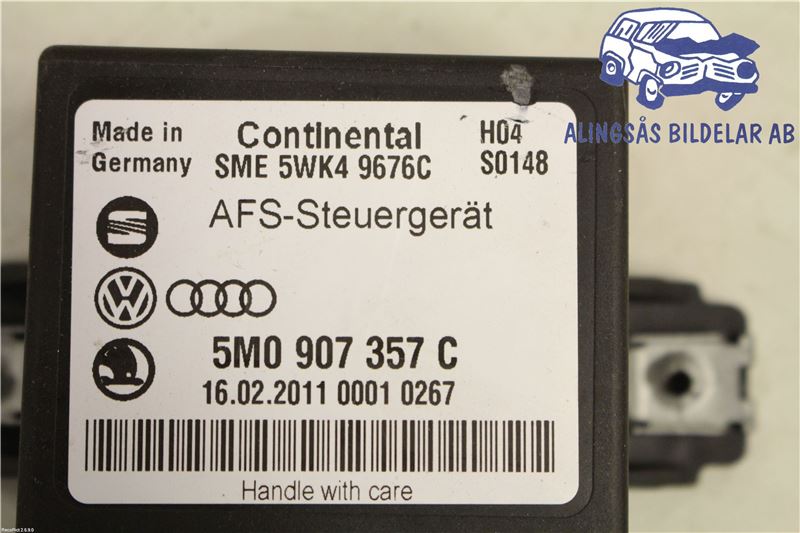 ALINGSÅS BILDELAR AB
Made in Germany
Continental
SME 5WK4 9676C
H04
S0148
AFS-Steuergerät
5M0 907 357 C
16.02.2011 0001 0267
Handle with care